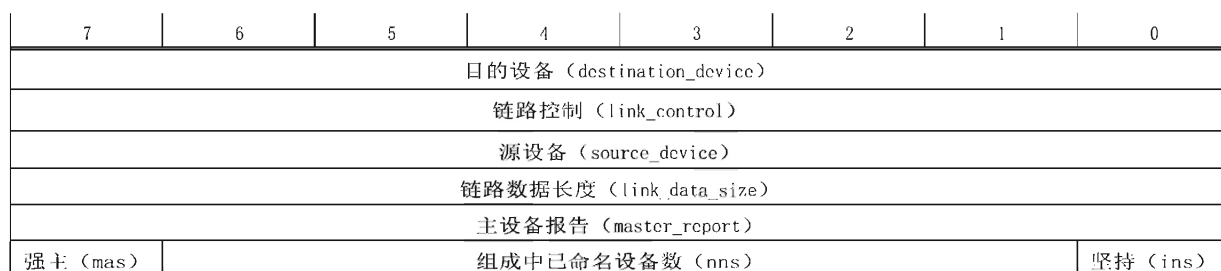 7 6 5 4 3 2 1 0
目的设备（destination_device）
链路控制（link_control）
源设备（source_device）
链路数据长度（link_data_size）
主设备报告（master_report）
强主（mas） 组成中已命名设备数（nns） 坚持（ins）